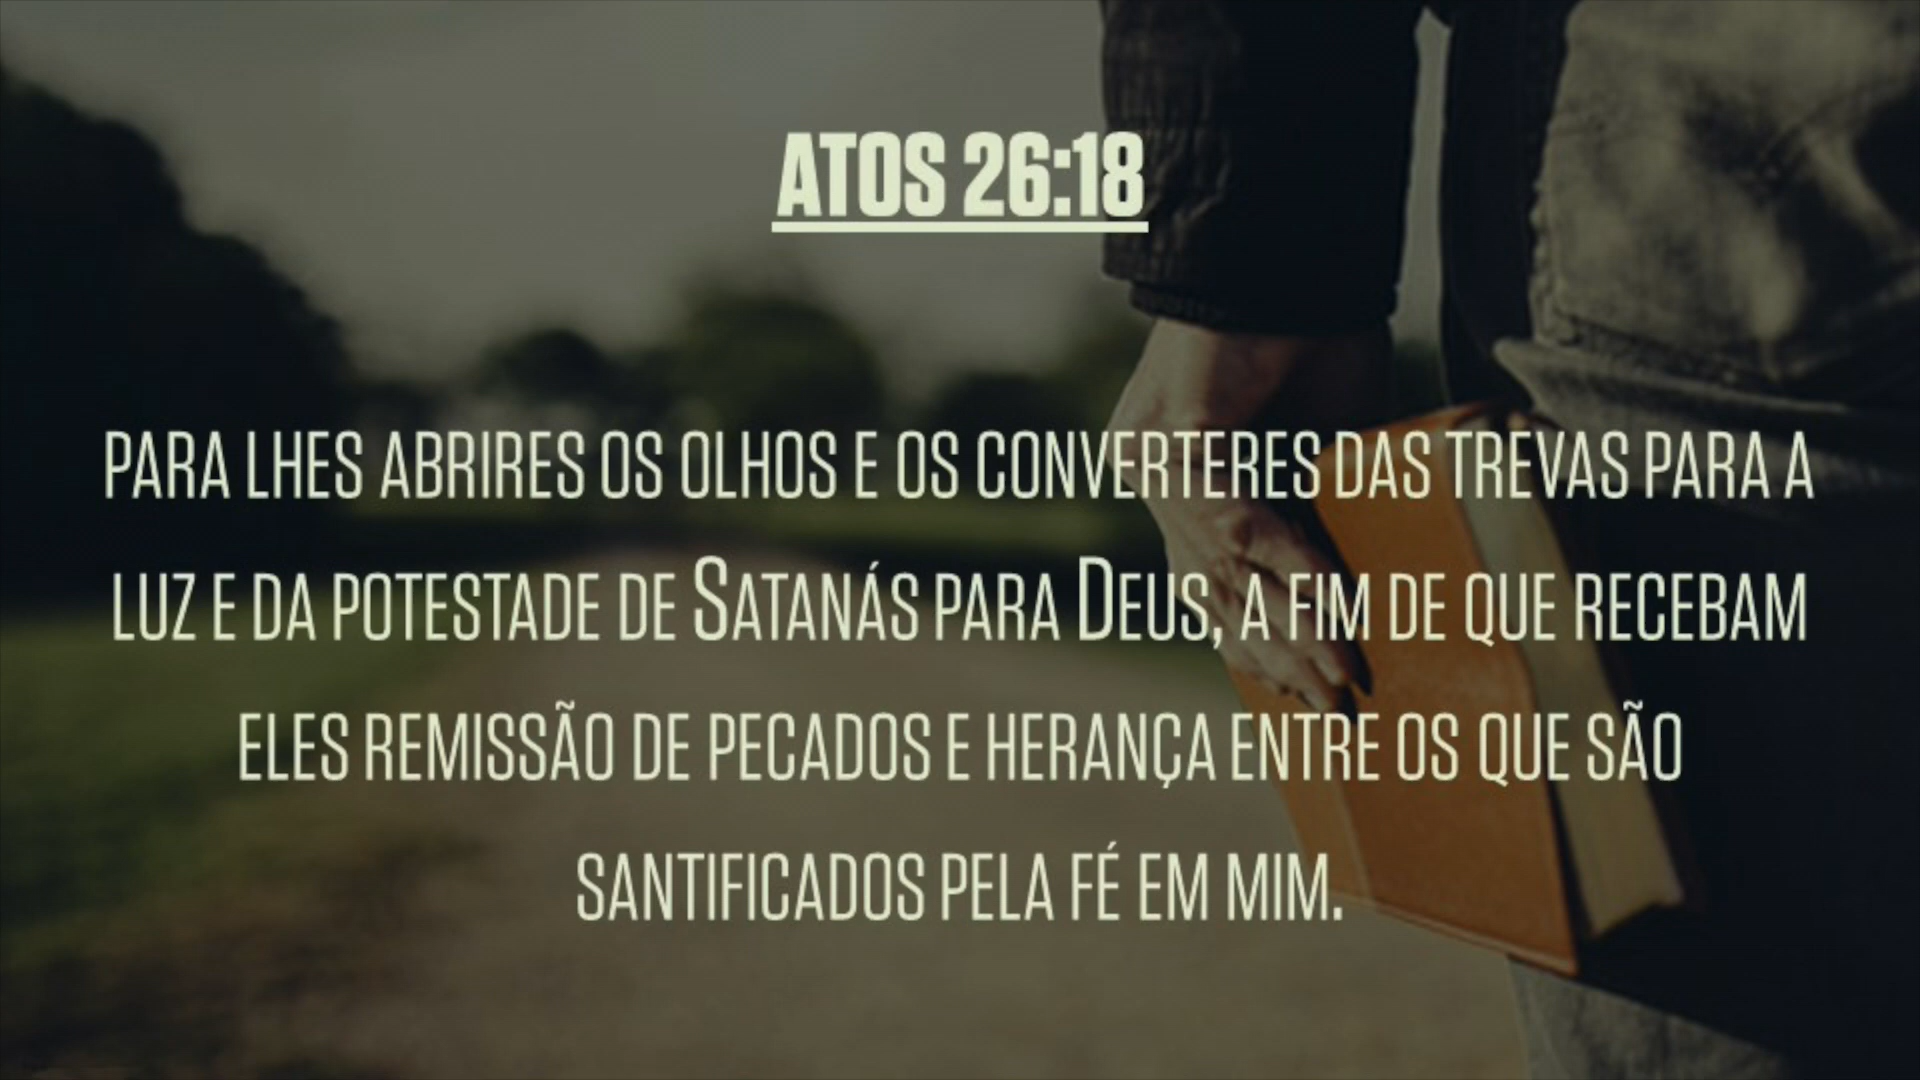 ATOS 26:18
PARA LHES ABRIRES OS OLHOS E OS CONVERTERES DAS TREVAS PARA A
LUZ E DA POTESTADE DE SATANÁS PARA DEUS, A FIM DE QUE RECEBAM
ELES REMISSÃO DE PECADOS E HERANÇA ENTRE OS QUE SÃO
SANTIFICADOS PELA FÉ EM MIM.